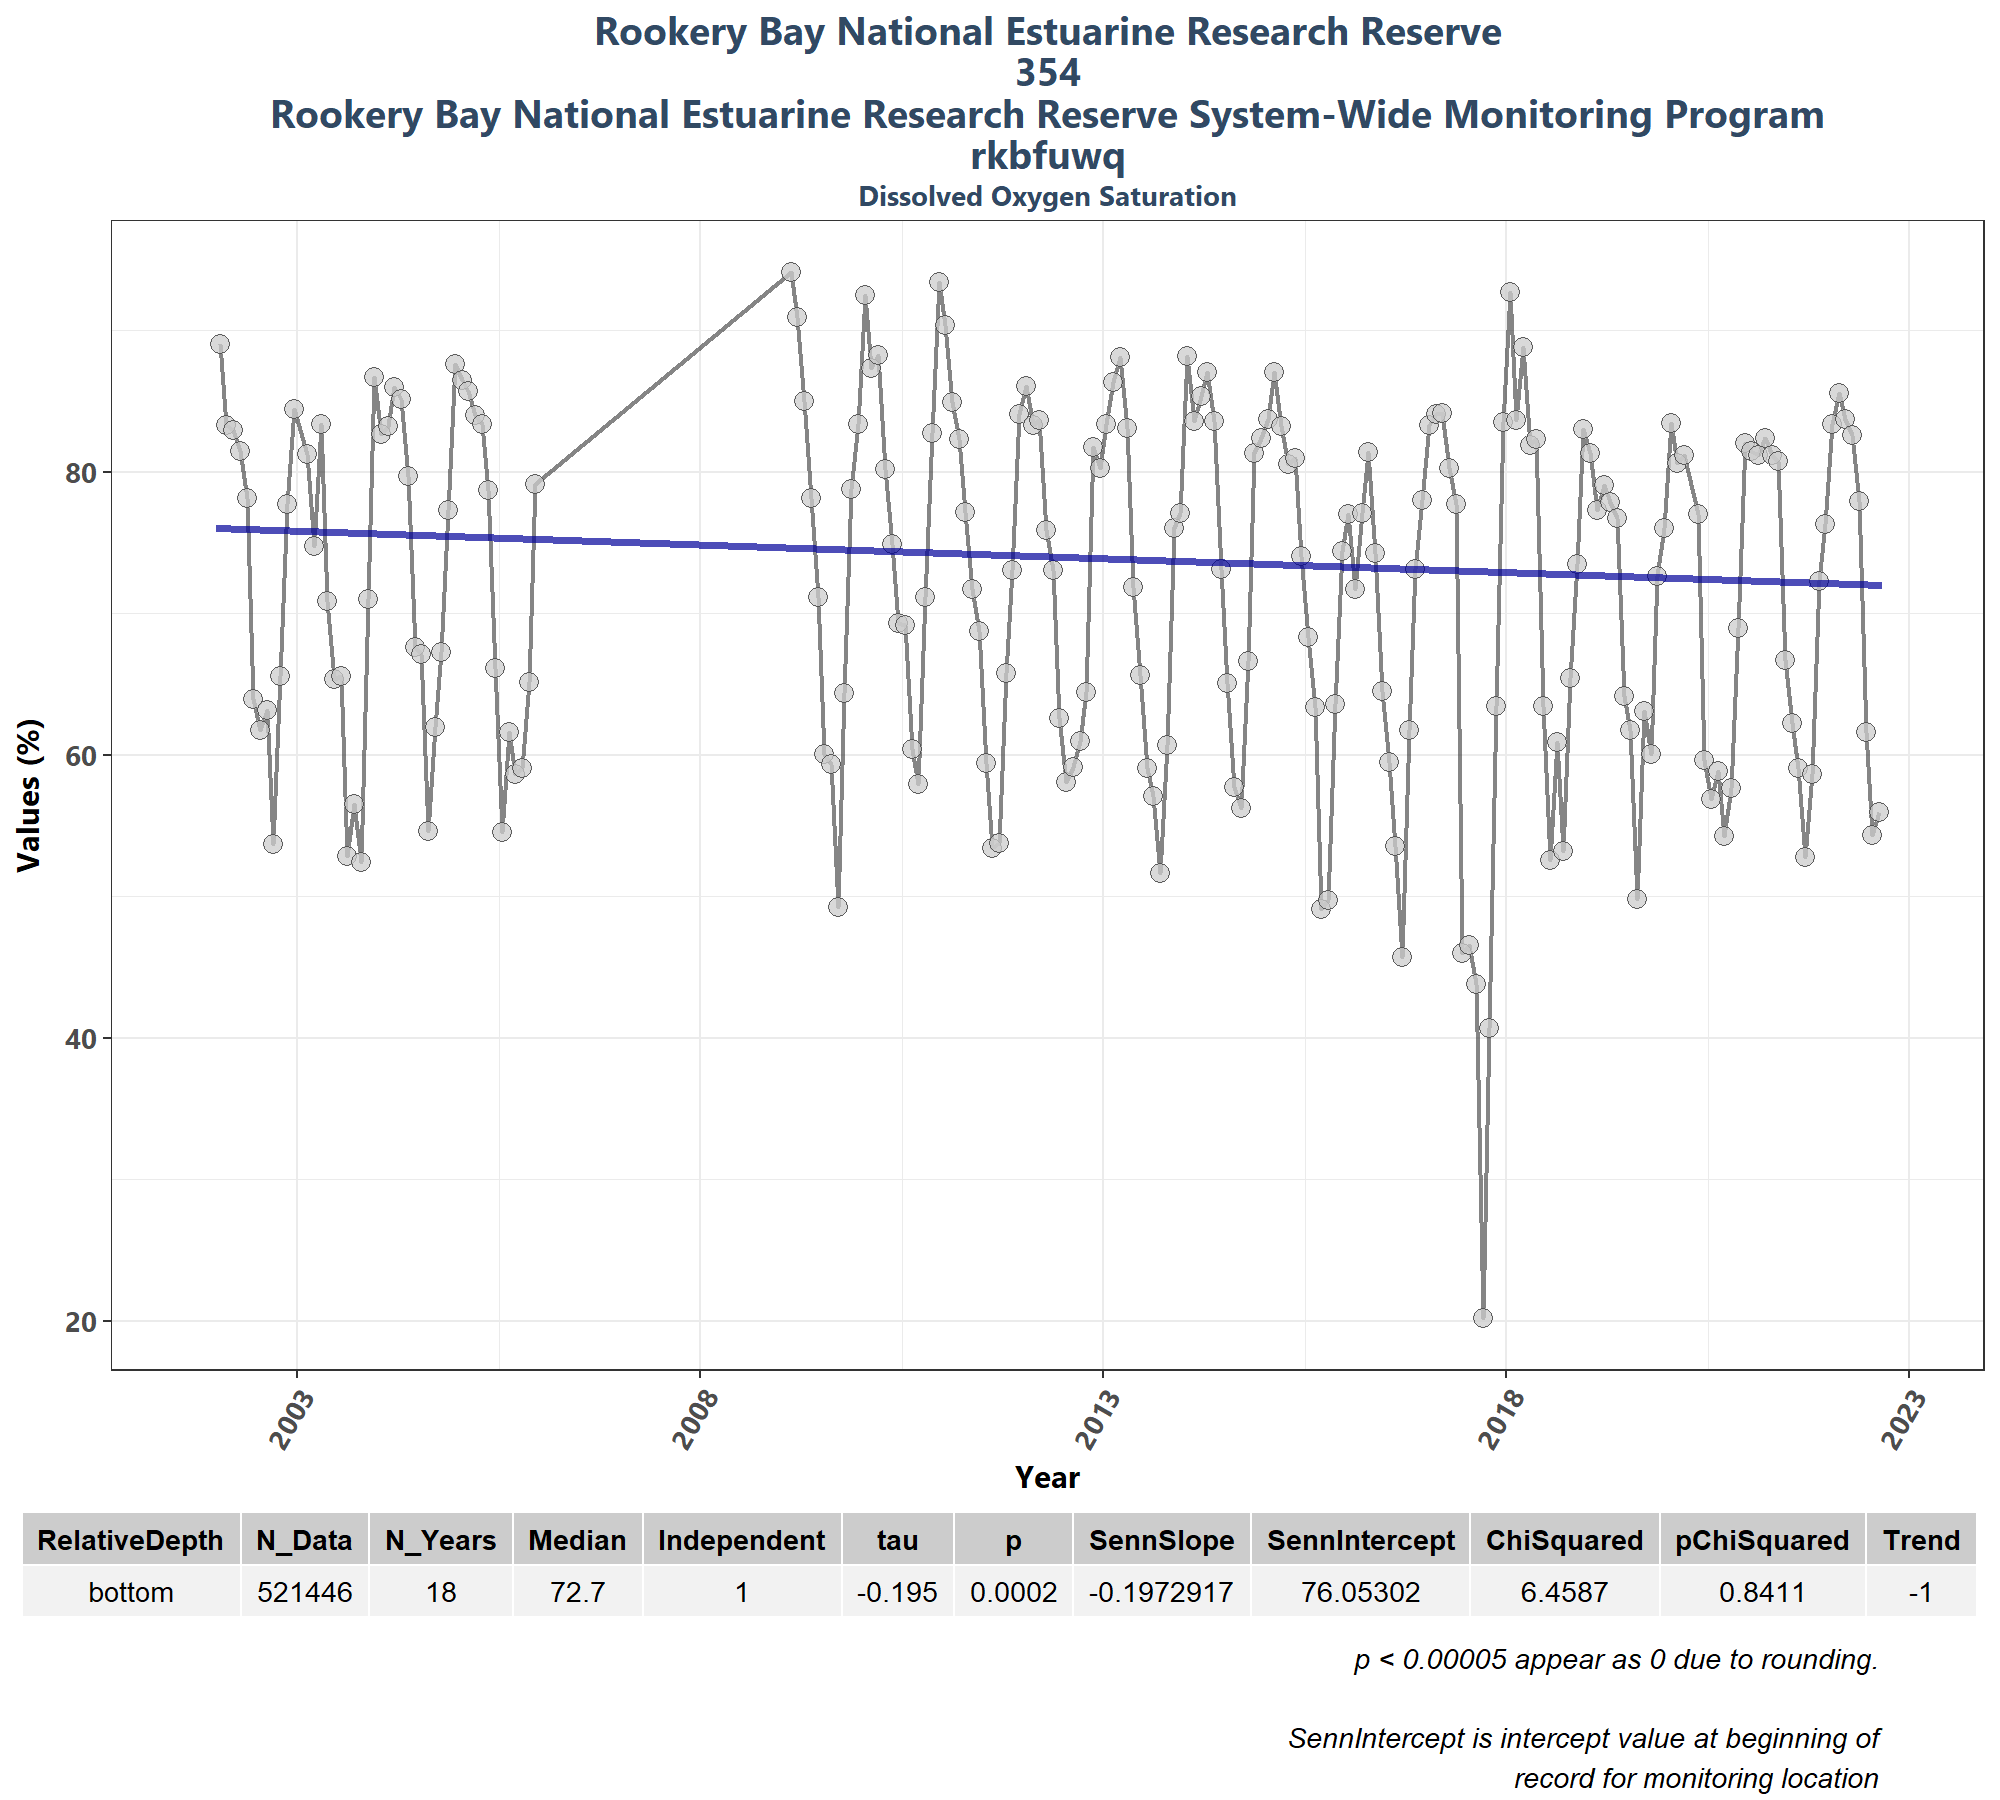 Rookery Bay National Estuarine Research Reserve
354
Rookery Bay National Estuarine Research Reserve System-Wide Monitoring Program
rkbfuwq
Dissolved Oxygen Saturation
Values (%)
80
60
40
20
2003
2008
2013
2018
2023
Year
RelativeDepth N_Data N_Years Median Independent tau p SennSlope SennIntercept ChiSquared pChiSquared Trend
bottom 521446 18 72.7 1 -0.195 0.0002 -0.1972917 76.05302 6.4587 0.8411 -1
p < 0.00005 appear as 0 due to rounding.
SennIntercept is intercept value at beginning of
record for monitoring location